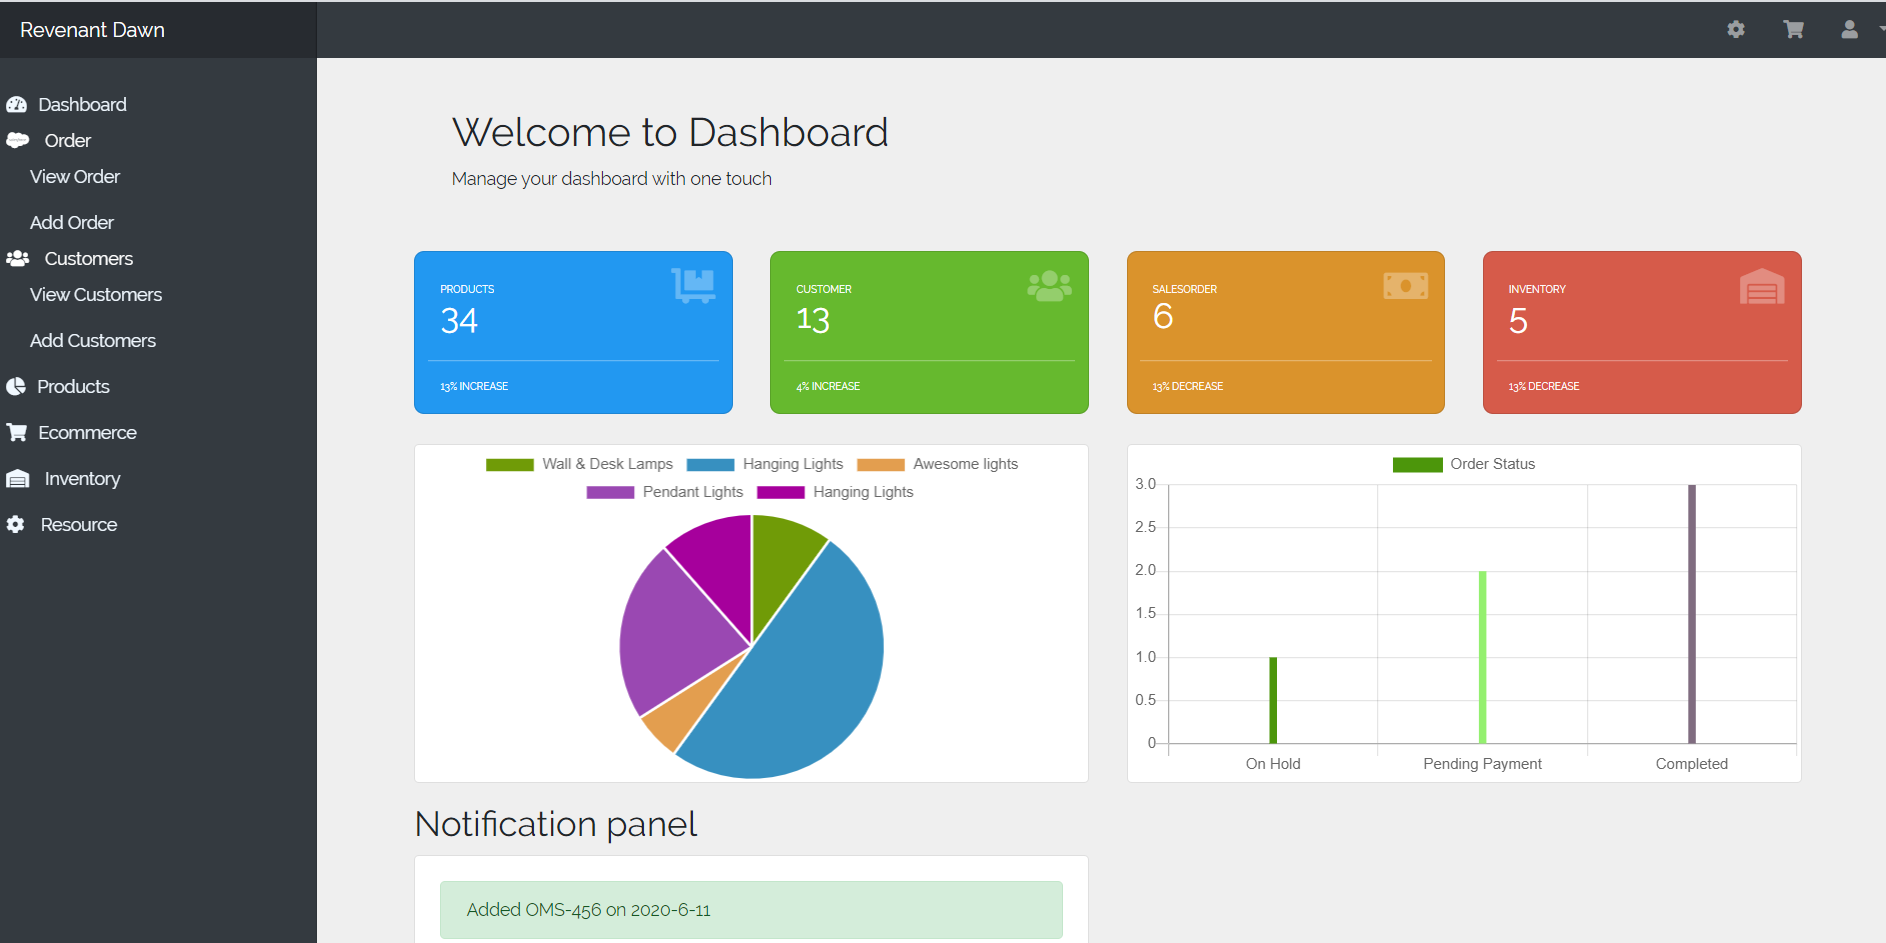 Revenant Dawn
Dashboard
Order
View Order
Add Order
Customers
View Customers
Add Customers
Products
Ecommerce
Inventory
Resource
Welcome to Dashboard
Manage your dashboard with one touch
PRODUCTS
34
13% INCREASE
CUSTOMER
13
4% INCREASE
SALESORDER
6
13% DECREASE
INVENTORY
5
13% DECREASE
Wall & Desk Lamps Hanging Lights Awesome lights
Pendant Lights Hanging Lights
Order Status
3.0
2.5
2.0
1.5
1.0
0.5
0
On Hold Pending Payment Completed
Notification panel
Added OMS-456 on 2020-6-11